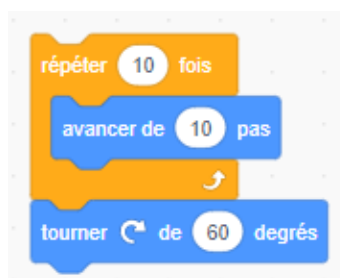 répéter 10 fois
avancer de 10 pas
tourner de 60 degrés